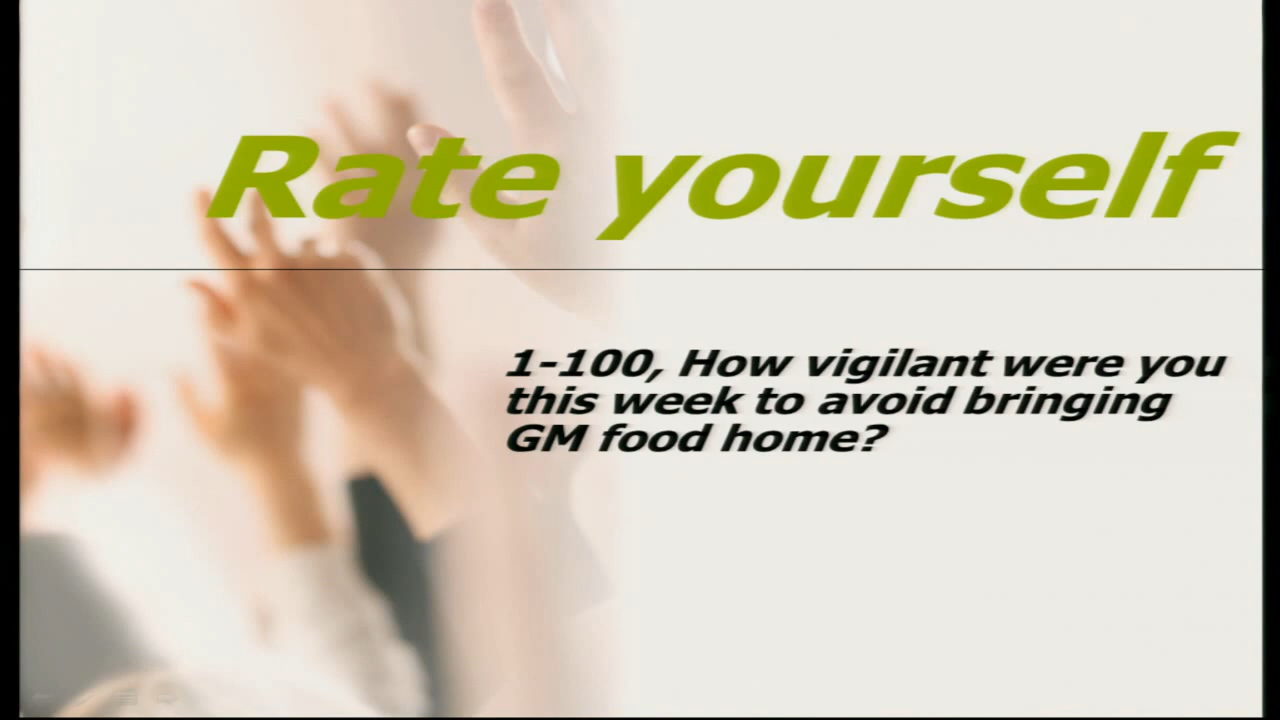 Rate yourself
1-100, How vigilant were you
this week to avoid bringing
GM food home?